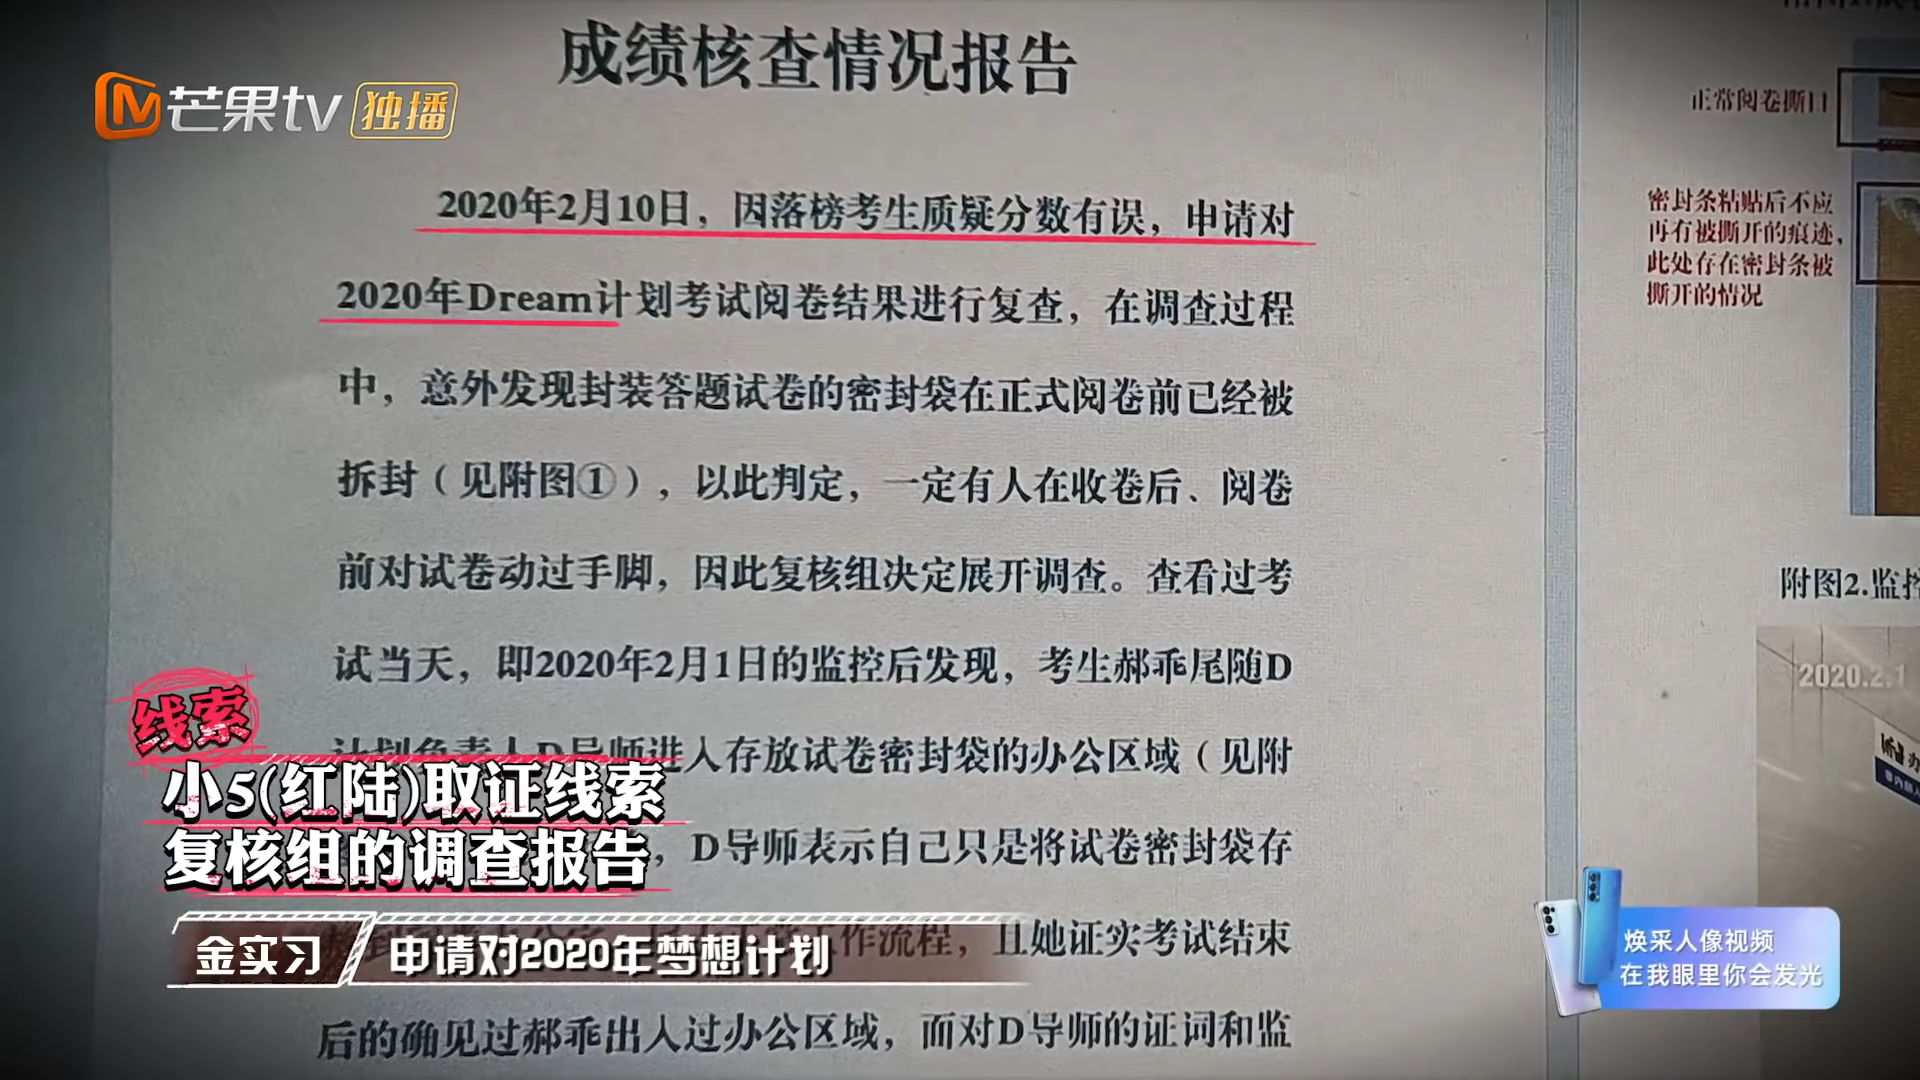 成绩核查情况报告
芒果tv 独播
2020年2月10日，因落榜考生质疑分数有误，申请对
2020年Dream计划考试阅卷结果进行复查，在调查过程
中，意外发现封装答题试卷的密封袋在正式阅卷前已经被
拆封（见附图①），以此判定，一定有人在收卷后、阅卷
前对试卷动过手脚，因此复核组决定展开调查。查看过考
试当天，即2020年2月1日的监控后发现，考生郝乖尾随D
计划负责人D导师进入存放试卷密封袋的办公区域（见附
，D导师表示自己只是将试卷密封袋存
工作流程，且她证实考试结束
后的确见过郝乖出入过办公区域，而对D导师的证词和监
正常阅卷撕口
密封条粘贴后不应
再有被撕开的痕迹，
此处存在密封条被
撕开的情况
附图2.监控
2020.2.1
线索
小5(红陆)取证线索
复核组的调查报告
金实习 申请对2020年梦想计划
焕采人像视频
在我眼里你会发光